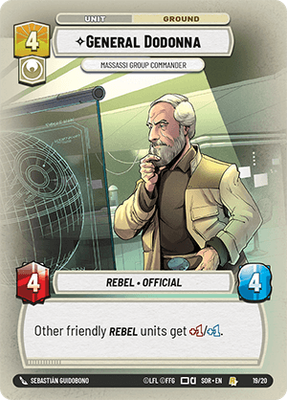 UNIT
GROUND
4
General Dodonna
MASSASSI GROUP COMMANDER
4
4
REBEL • OFFICIAL
Other friendly REBEL units get +1/+1.
SEBASTIÁN GUIDOBONO
©LFL ©FFG
SOR • EN
19/20